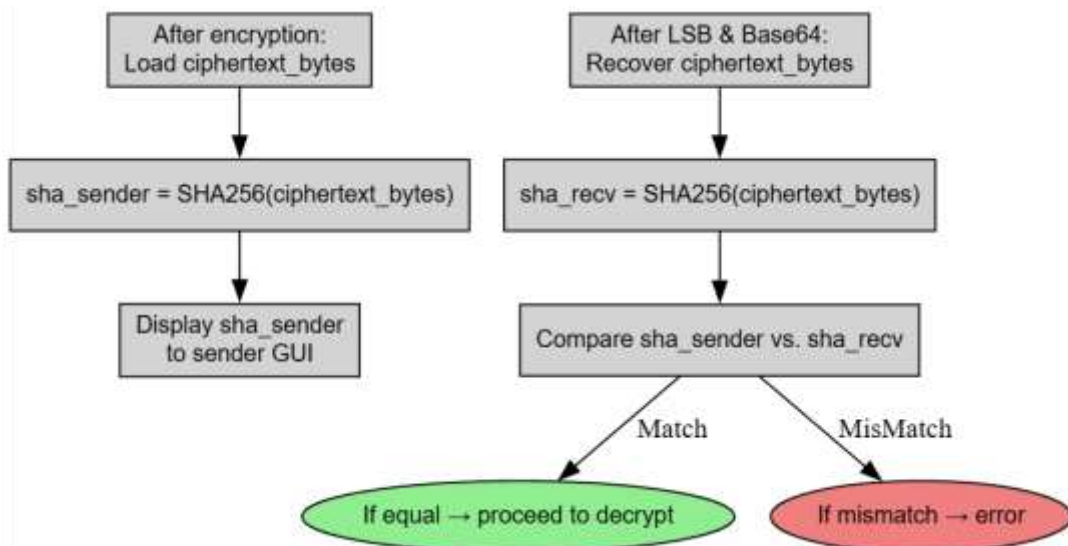 After encryption:
Load ciphertext_bytes
sha_sender = SHA256(ciphertext_bytes)
Display sha_sender
to sender GUI
After LSB & Base64:
Recover ciphertext_bytes
sha_recv = SHA256(ciphertext_bytes)
Compare sha_sender vs. sha_recv
Match
MisMatch
If equal → proceed to decrypt
If mismatch → error